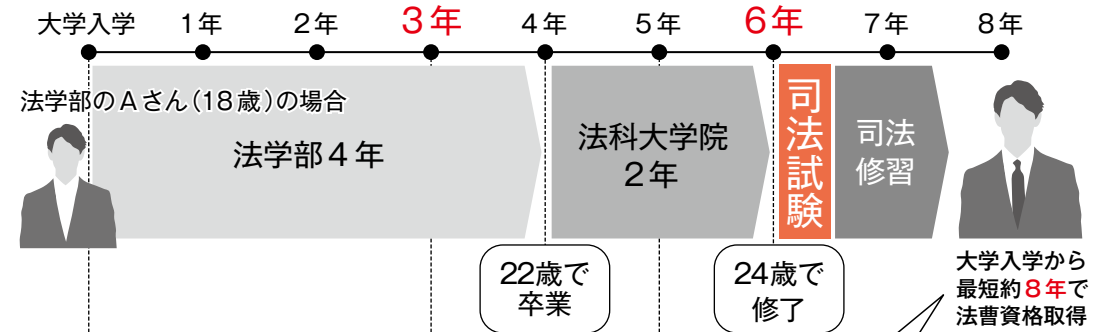 大学入学 1年 2年 3年 4年 5年 6年 7年 8年
法学部のAさん(18歳)の場合
法学部4年
法科大学院
2年
司法試験
司法
修習
22歳で
卒業
24歳で
修了
大学入学から
最短約8年で
法曹資格取得